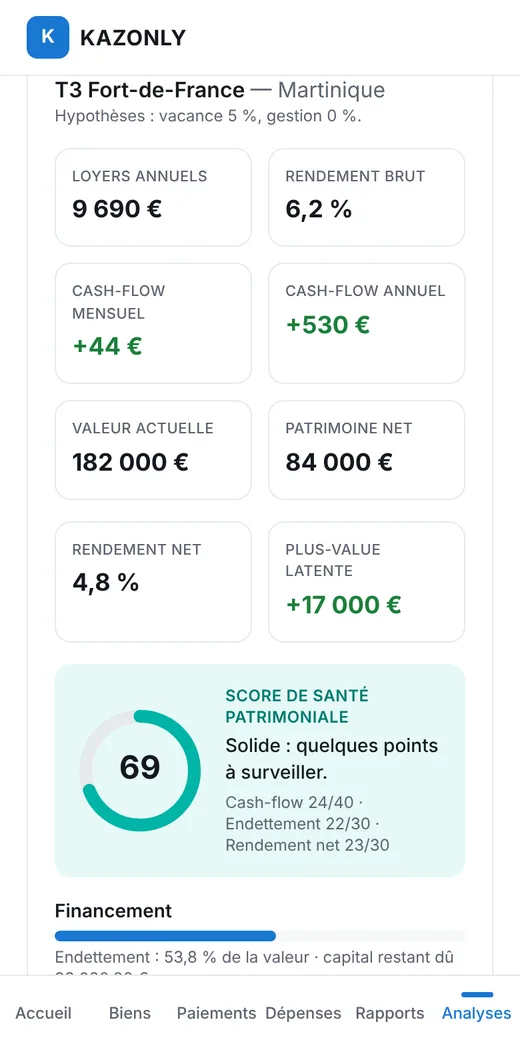 K KAZONLY
T3 Fort-de-France — Martinique
Hypothèses : vacance 5 %, gestion 0 %.
LOYERS ANNUELS
9 690 €
RENDEMENT BRUT
6,2 %
CASH-FLOW
MENSUEL
+44 €
CASH-FLOW ANNUEL
+530 €
VALEUR ACTUELLE
182 000 €
PATRIMOINE NET
84 000 €
RENDEMENT NET
4,8 %
PLUS-VALUE
LATENTE
+17 000 €
69
SCORE DE SANTÉ
PATRIMONIALE
Solide : quelques points
à surveiller.
Cash-flow 24/40 ·
Endettement 22/30 ·
Rendement net 23/30
Financement
Endettement : 53,8 % de la valeur · capital restant dû
Accueil Biens Paiements Dépenses Rapports Analyses